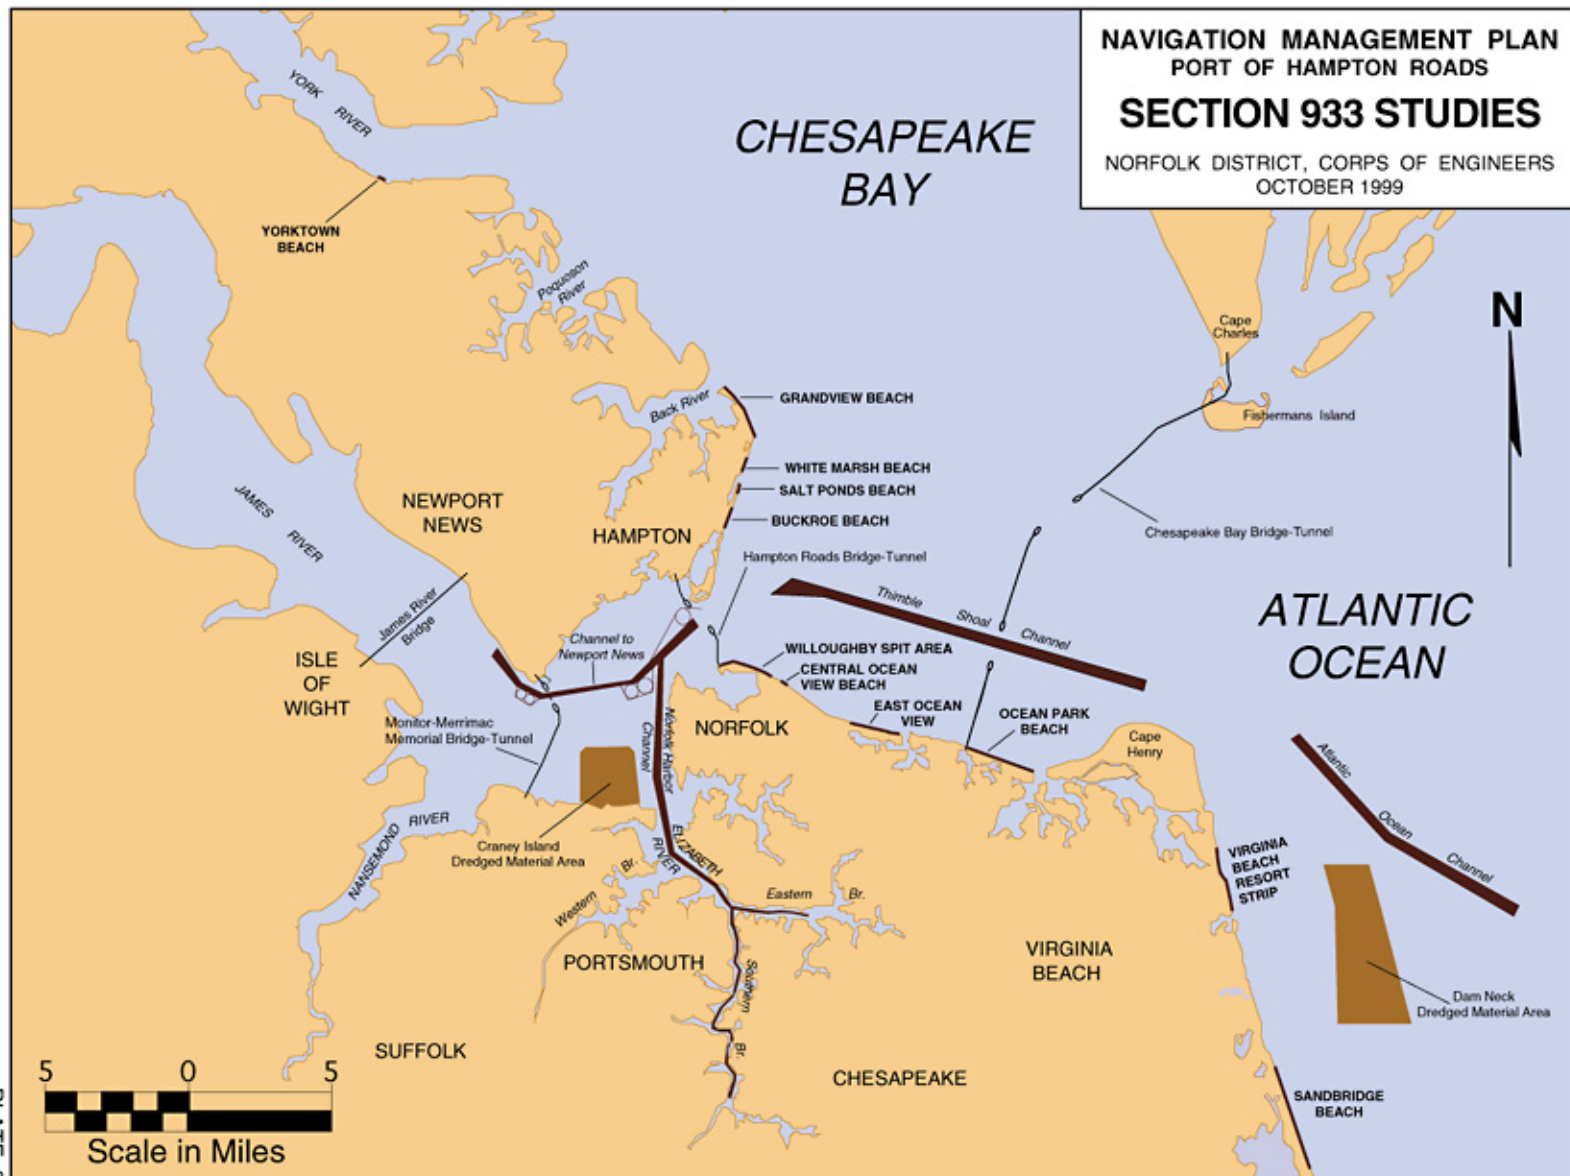 NAVIGATION MANAGEMENT PLAN
PORT OF HAMPTON ROADS
SECTION 933 STUDIES
NORFOLK DISTRICT, CORPS OF ENGINEERS
OCTOBER 1999
CHESAPEAKE
BAY
YORK RIVER
YORKTOWN
BEACH
Poquoson
River
Cape
Charles
N
Back River
GRANDVIEW BEACH
Fishermans Island
WHITE MARSH BEACH
SALT PONDS BEACH
BUCKROE BEACH
NEWPORT
NEWS
JAMES RIVER
HAMPTON
Hampton Roads Bridge-Tunnel
Chesapeake Bay Bridge-Tunnel
James River
Bridge
Thimble Shoal Channel
ATLANTIC
OCEAN
Channel to
Newport News
WILLOUGHBY SPIT AREA
CENTRAL OCEAN
VIEW BEACH
ISLE
OF
WIGHT
EAST OCEAN
VIEW
OCEAN PARK
BEACH
Monitor-Merrimac
Memorial Bridge-Tunnel
Norfolk Harbor
Channel
NORFOLK
Cape
Henry
Atlantic Ocean Channel
NANSEMOND RIVER
Craney Island
Dredged Material Area
ELIZABETH
RIVER
VIRGINIA
BEACH
RESORT
STRIP
Western Br.
Eastern Br.
PORTSMOUTH
Southern Br.
VIRGINIA
BEACH
Dam Neck
Dredged Material Area
SUFFOLK
CHESAPEAKE
SANDBRIDGE
BEACH
5 0 5
Scale in Miles